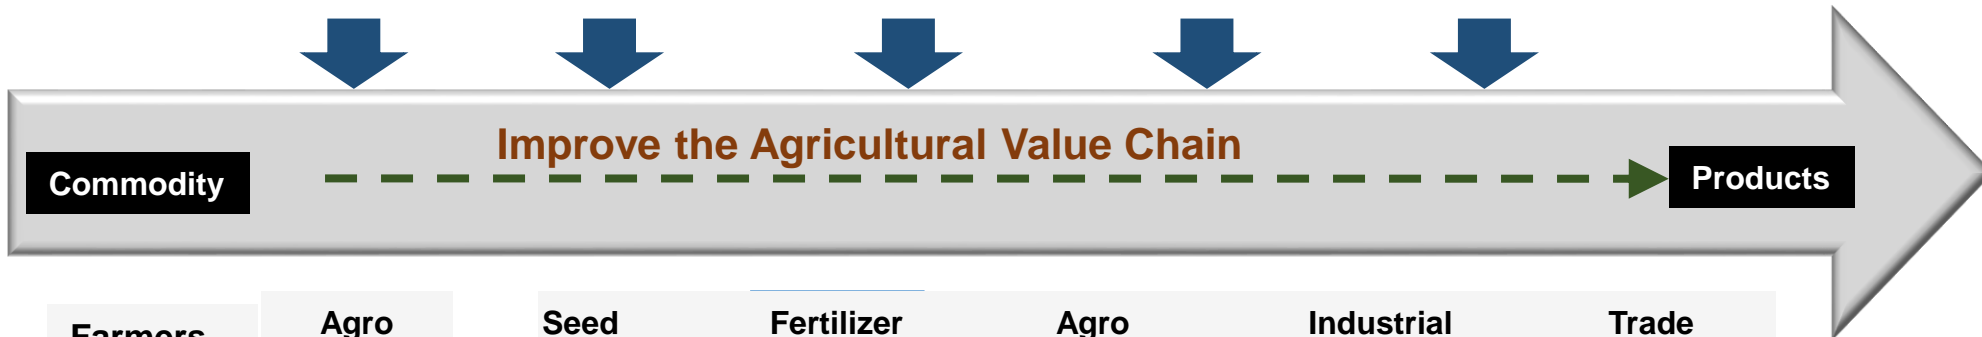 Improve the Agricultural Value Chain
Commodity
Products
Farmers
Agro
Seed
Fertilizer
Agro
Industrial
Trade